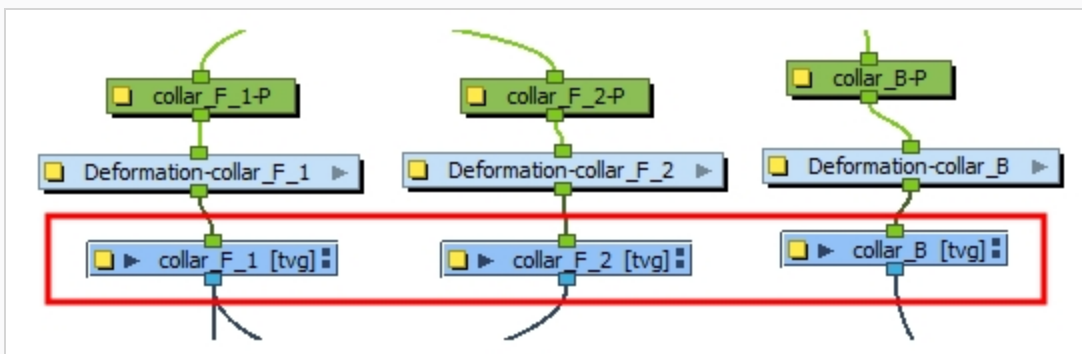 collar_F_1-P
collar_F_2-P
collar_B-P
Deformation-collar_F_1
Deformation-collar_F_2
Deformation-collar_B
collar_F_1 [tvg]
collar_F_2 [tvg]
collar_B [tvg]